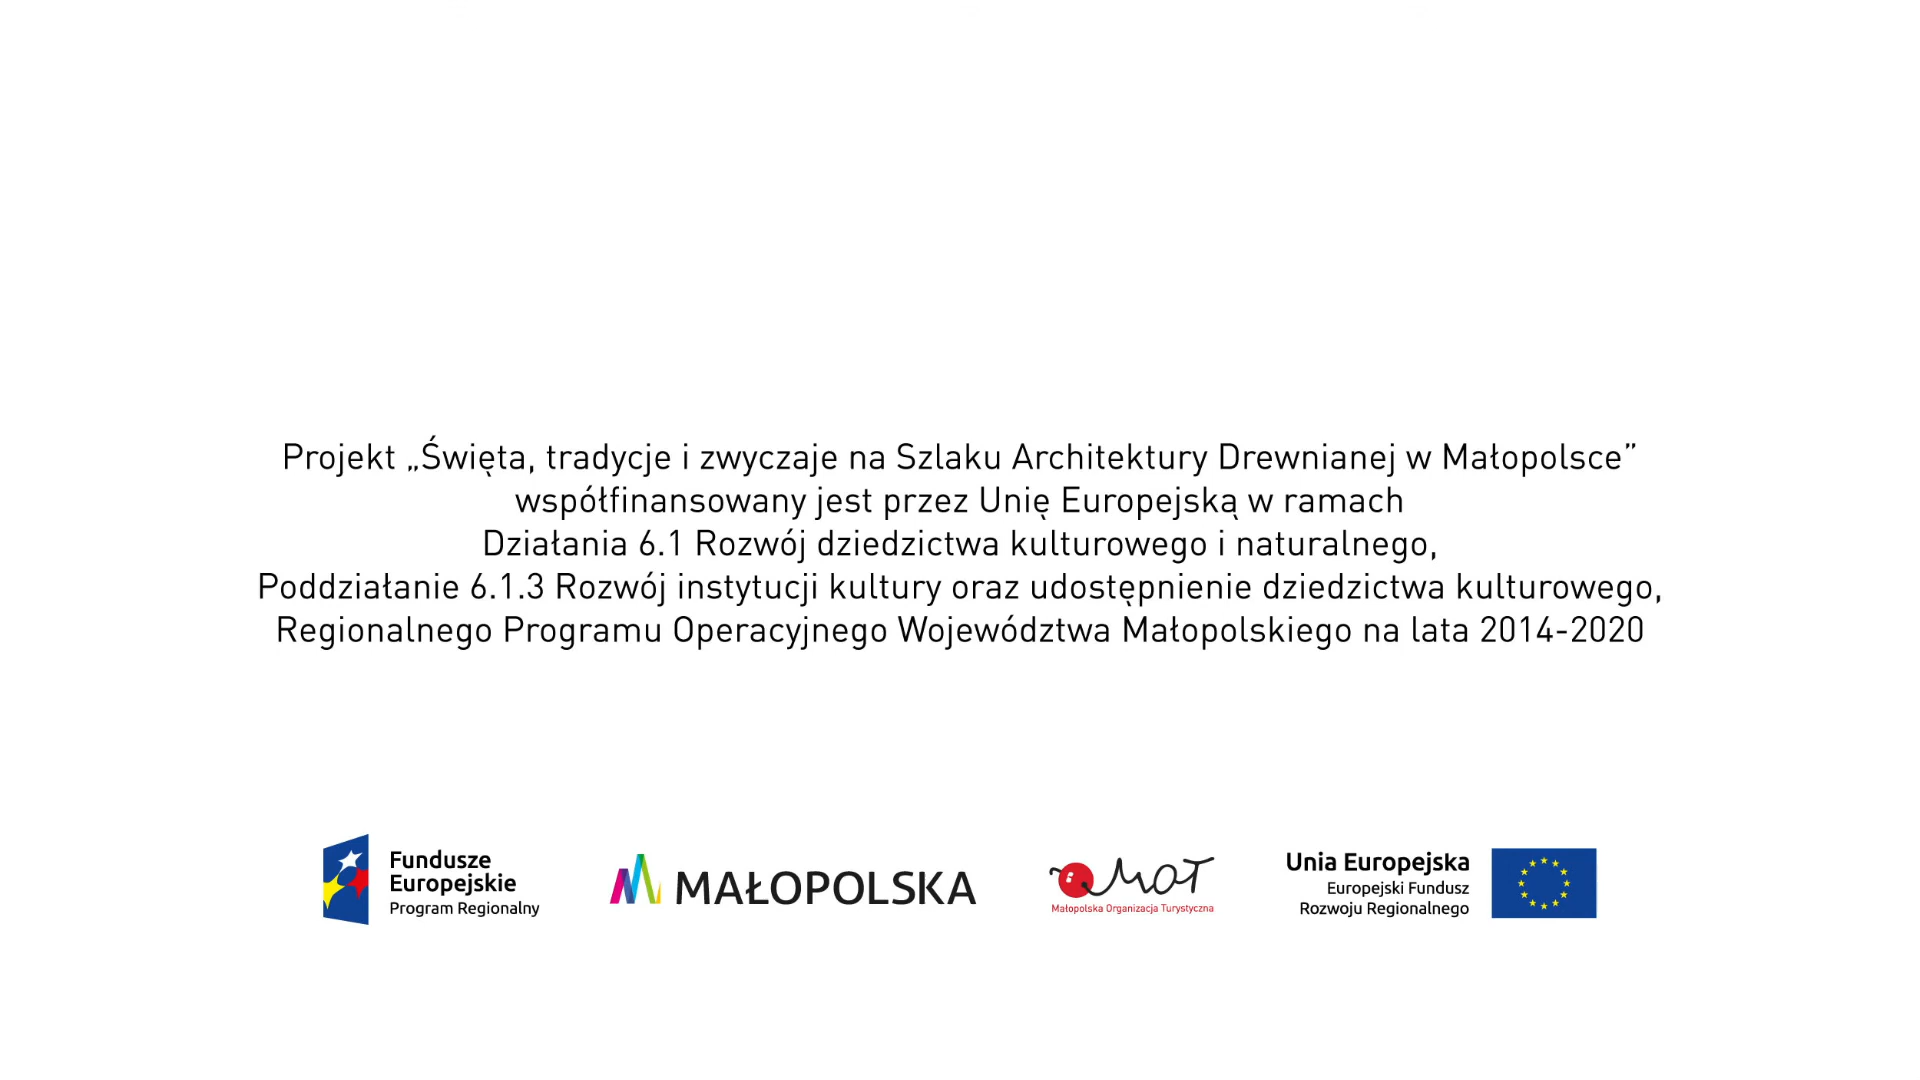 Projekt „Święta, tradycje i zwyczaje na Szlaku Architektury Drewnianej w Małopolsce”
współfinansowany jest przez Unię Europejską w ramach
Działania 6.1 Rozwój dziedzictwa kulturowego i naturalnego,
Poddziałanie 6.1.3 Rozwój instytucji kultury oraz udostępnienie dziedzictwa kulturowego,
Regionalnego Programu Operacyjnego Województwa Małopolskiego na lata 2014-2020
Fundusze
Europejskie
Program Regionalny
MAŁOPOLSKA
MOT
Małopolska Organizacja Turystyczna
Unia Europejska
Europejski Fundusz
Rozwoju Regionalnego